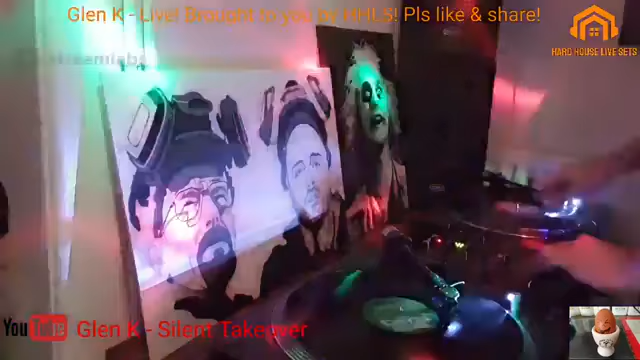 Glen K - Live! Brought to you by HHLS! Pls like & share!
HARD HOUSE LIVE SETS
YouTube Glen K - Silent Takeover